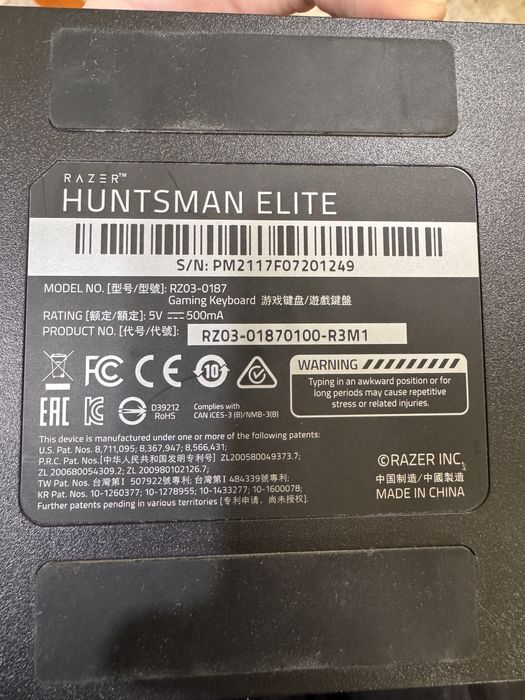 RAZER™
HUNTSMAN ELITE
S/N: PM2117F07201249
MODEL NO. [型号/型號]: RZ03-0187
Gaming Keyboard 游戏键盘/遊戲鍵盤
RATING [额定/額定]: 5V ⎓ 500mA
PRODUCT NO. [代号/代號]: RZ03-01870100-R3M1
FC CE 10
WARNING
Typing in an awkward position or for
long periods may cause repetitive
stress or related injuries.
EAC
D39212
RoHS
Complies with
CAN ICES-3 (B)/NMB-3(B)
This device is manufactured under one or more of the following patents:
U.S. Pat. Nos. 8,711,095; 8,367,947; 8,566,431;
P.R.C. Pat. Nos.[中华人民共和国发明专利号] ZL200580049373.7;
ZL 200680054309.2; ZL 200980102126.7;
TW Pat. Nos. 台灣第I 507922號專利; 台灣第I 484339號專利;
KR Pat. Nos. 10-1260377; 10-1278955; 10-1433277; 10-1600078;
Further patents pending in various territories [专利申请，尚未授权].
©RAZER INC.
中国制造/中國製造
MADE IN CHINA